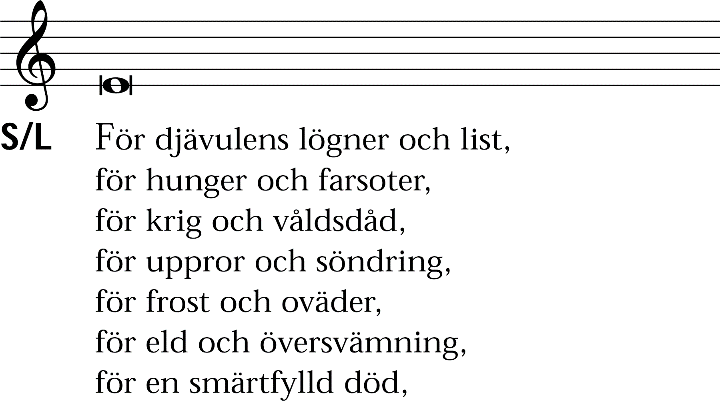 S/L För djävulens lögner och list,
för hunger och farsoter,
för krig och våldsdåd,
för uppror och söndring,
för frost och oväder,
för eld och översvämning,
för en smärtfylld död,